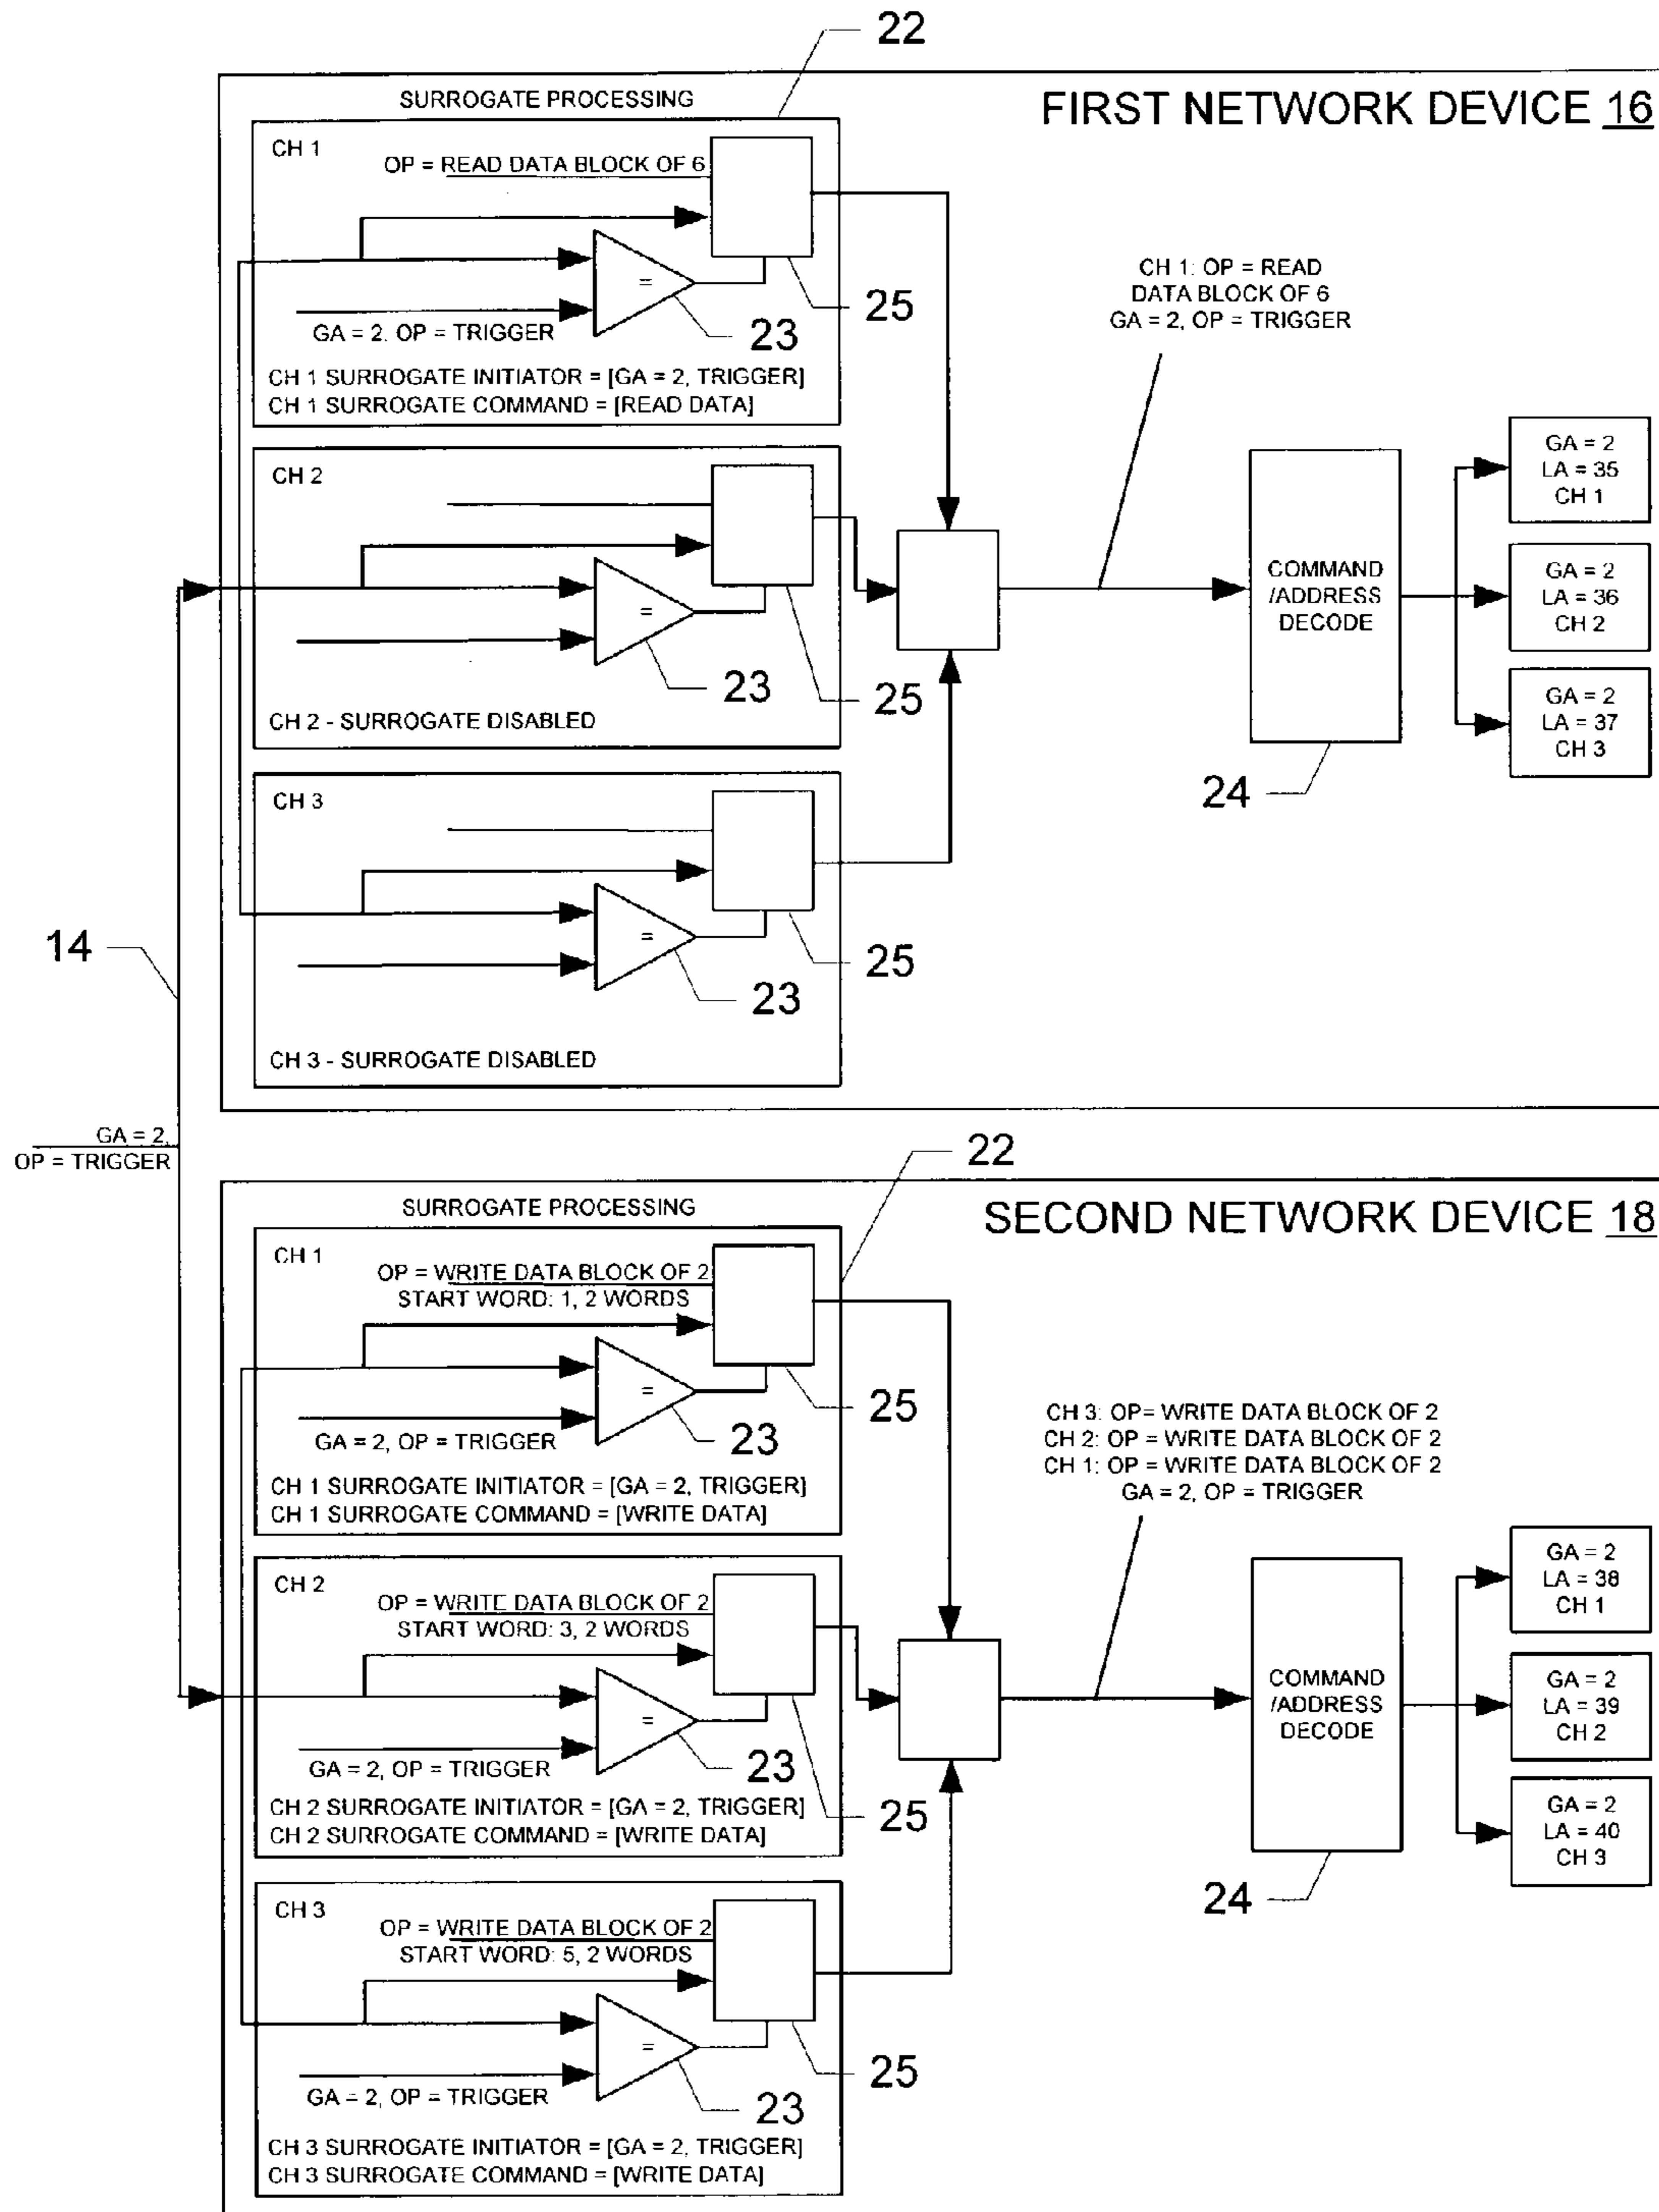 22
SURROGATE PROCESSING
FIRST NETWORK DEVICE 16
CH 1
OP = READ DATA BLOCK OF 6
=
25
GA = 2, OP = TRIGGER
23
CH 1 SURROGATE INITIATOR = [GA = 2, TRIGGER]
CH 1 SURROGATE COMMAND = [READ DATA]
CH 2
=
23
25
CH 2 - SURROGATE DISABLED
CH 3
=
25
23
CH 3 - SURROGATE DISABLED
CH 1: OP = READ
DATA BLOCK OF 6
GA = 2, OP = TRIGGER
COMMAND
/ADDRESS
DECODE
24
GA = 2
LA = 35
CH 1
GA = 2
LA = 36
CH 2
GA = 2
LA = 37
CH 3
14
GA = 2,
OP = TRIGGER
22
SURROGATE PROCESSING
SECOND NETWORK DEVICE 18
CH 1
OP = WRITE DATA BLOCK OF 2
START WORD: 1, 2 WORDS
=
25
GA = 2, OP = TRIGGER
23
CH 1 SURROGATE INITIATOR = [GA = 2, TRIGGER]
CH 1 SURROGATE COMMAND = [WRITE DATA]
CH 2
OP = WRITE DATA BLOCK OF 2
START WORD: 3, 2 WORDS
=
GA = 2, OP = TRIGGER
23
25
CH 2 SURROGATE INITIATOR = [GA = 2, TRIGGER]
CH 2 SURROGATE COMMAND = [WRITE DATA]
CH 3
OP = WRITE DATA BLOCK OF 2
START WORD: 5, 2 WORDS
=
25
GA = 2, OP = TRIGGER
23
CH 3 SURROGATE INITIATOR = [GA = 2, TRIGGER]
CH 3 SURROGATE COMMAND = [WRITE DATA]
CH 3: OP= WRITE DATA BLOCK OF 2
CH 2: OP = WRITE DATA BLOCK OF 2
CH 1: OP = WRITE DATA BLOCK OF 2
GA = 2, OP = TRIGGER
COMMAND
/ADDRESS
DECODE
24
GA = 2
LA = 38
CH 1
GA = 2
LA = 39
CH 2
GA = 2
LA = 40
CH 3